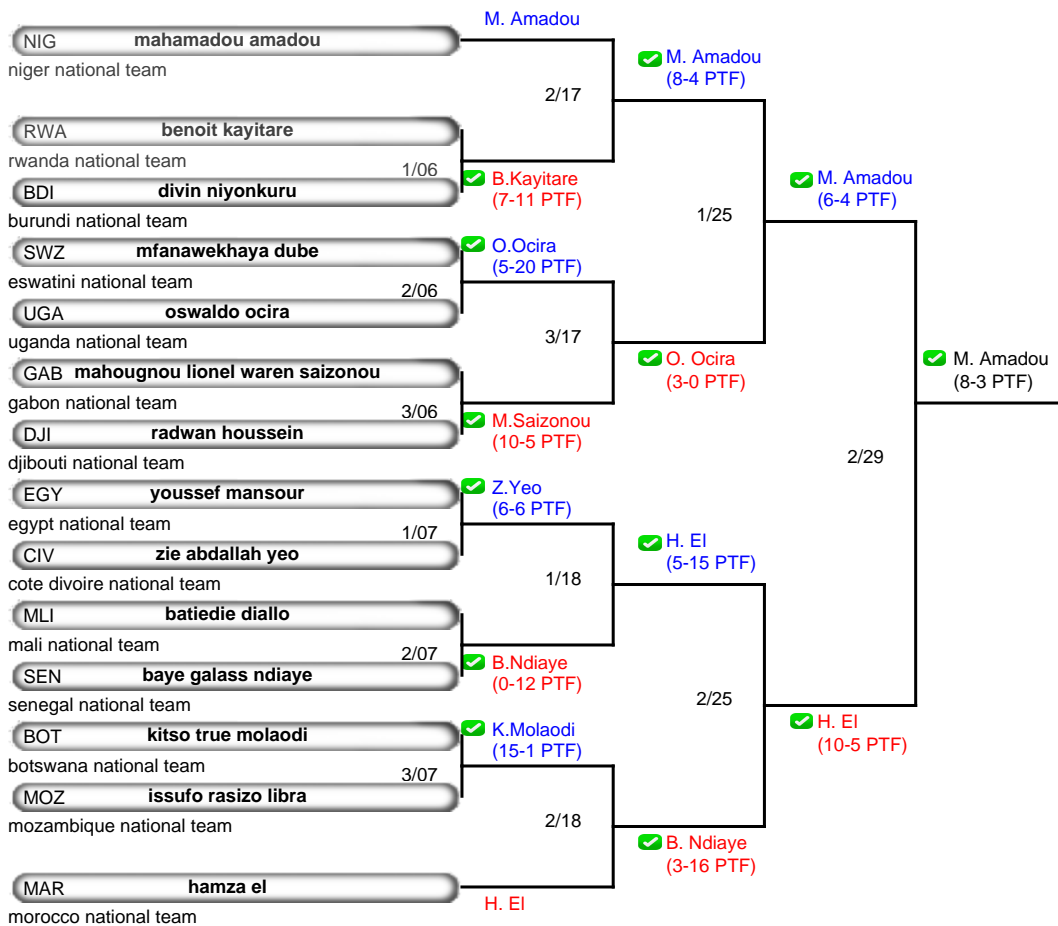 M. Amadou
NIG mahamadou amadou
niger national team
M. Amadou
(8-4 PTF)
2/17
RWA benoit kayitare
rwanda national team
1/06
B.Kayitare
(7-11 PTF)
M. Amadou
(6-4 PTF)
BDI divin niyonkuru
burundi national team
1/25
SWZ mfanawekhaya dube
O.Ocira
(5-20 PTF)
eswatini national team
2/06
UGA oswaldo ocira
uganda national team
3/17
O. Ocira
(3-0 PTF)
M. Amadou
(8-3 PTF)
GAB mahougnou lionel waren saizonou
gabon national team
3/06
M.Saizonou
(10-5 PTF)
DJI radwan houssein
djibouti national team
2/29
EGY youssef mansour
Z.Yeo
(6-6 PTF)
egypt national team
1/07
CIV zie abdallah yeo
cote divoire national team
H. El
(5-15 PTF)
1/18
MLI batiedie diallo
mali national team
2/07
B.Ndiaye
(0-12 PTF)
SEN baye galass ndiaye
senegal national team
2/25
H. El
(10-5 PTF)
BOT kitso true molaodi
K.Molaodi
(15-1 PTF)
botswana national team
3/07
MOZ issufo rasizo libra
mozambique national team
2/18
B. Ndiaye
(3-16 PTF)
MAR hamza el
H. El
morocco national team